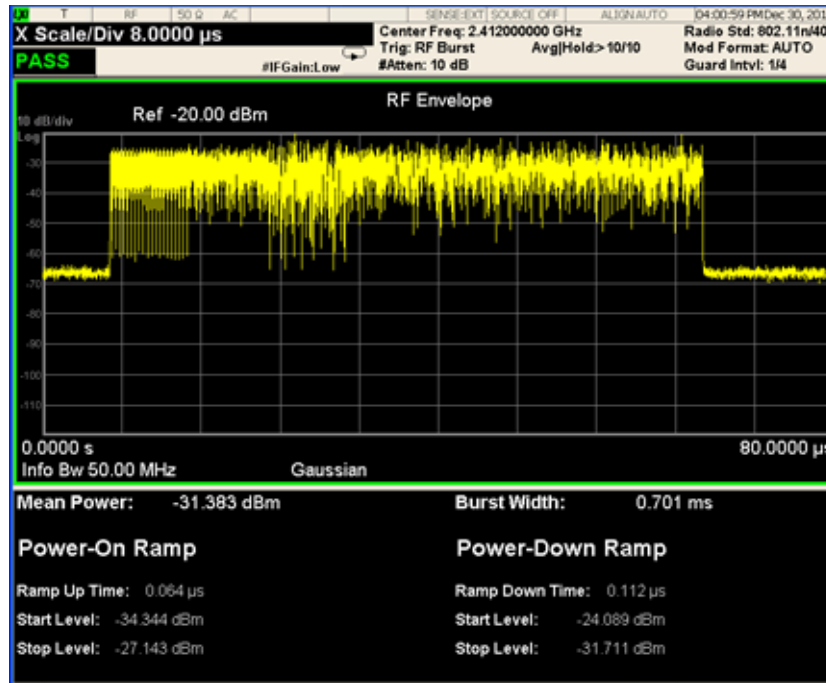 LXI T RF 50 Ω AC SENSE:EXT SOURCE OFF ALIGN AUTO 04:00:59 PM Dec 30, 201
X Scale/Div 8.0000 µs
Center Freq: 2.412000000 GHz
Radio Std: 802.11n/40
Trig: RF Burst Avg|Hold:> 10/10
Mod Format: AUTO
PASS
#IFGain:Low
#Atten: 10 dB
Guard Intvl: 1/4
RF Envelope
10 dB/div Ref -20.00 dBm
Log
-30
-40
-50
-60
-70
-80
-90
-100
-110
0.0000 s 80.0000 µs
Info Bw 50.00 MHz Gaussian
Mean Power: -31.383 dBm Burst Width: 0.701 ms
Power-On Ramp Power-Down Ramp
Ramp Up Time: 0.064 µs Ramp Down Time: 0.112 µs
Start Level: -34.344 dBm Start Level: -24.089 dBm
Stop Level: -27.143 dBm Stop Level: -31.711 dBm